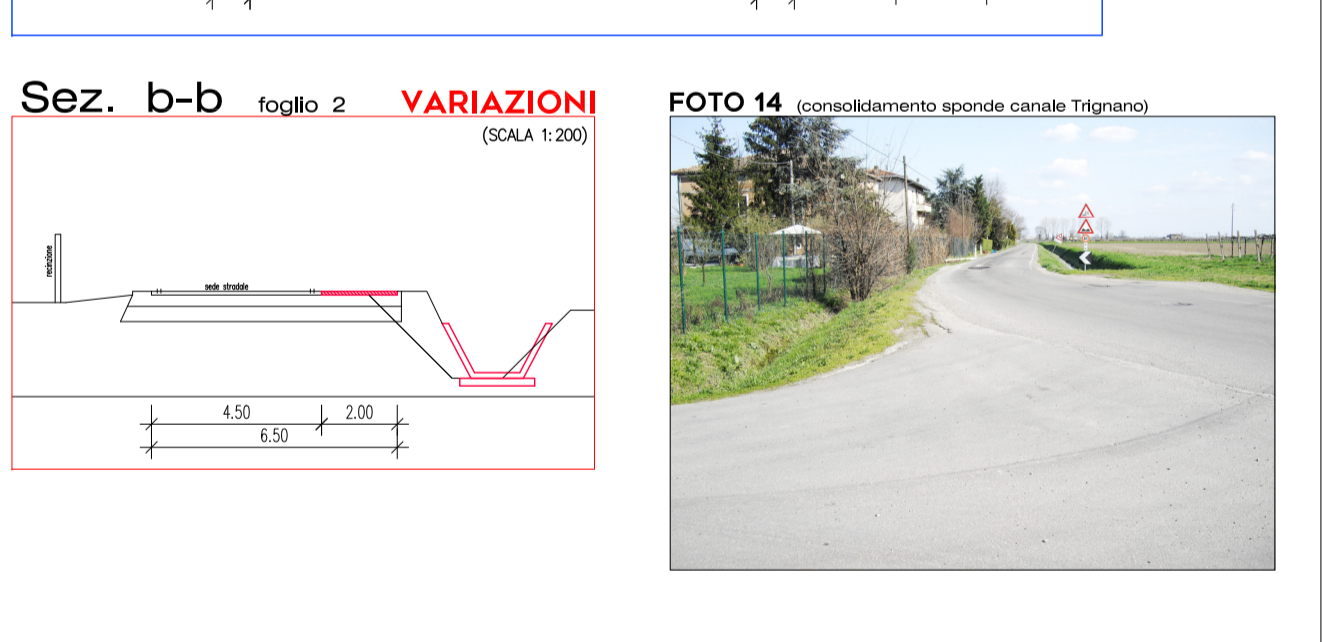 Sez. b-b foglio 2 VARIAZIONI
(SCALA 1:200)
recinzione
sede stradale
4.50 2.00
6.50
FOTO 14 (consolidamento sponde canale Trignano)